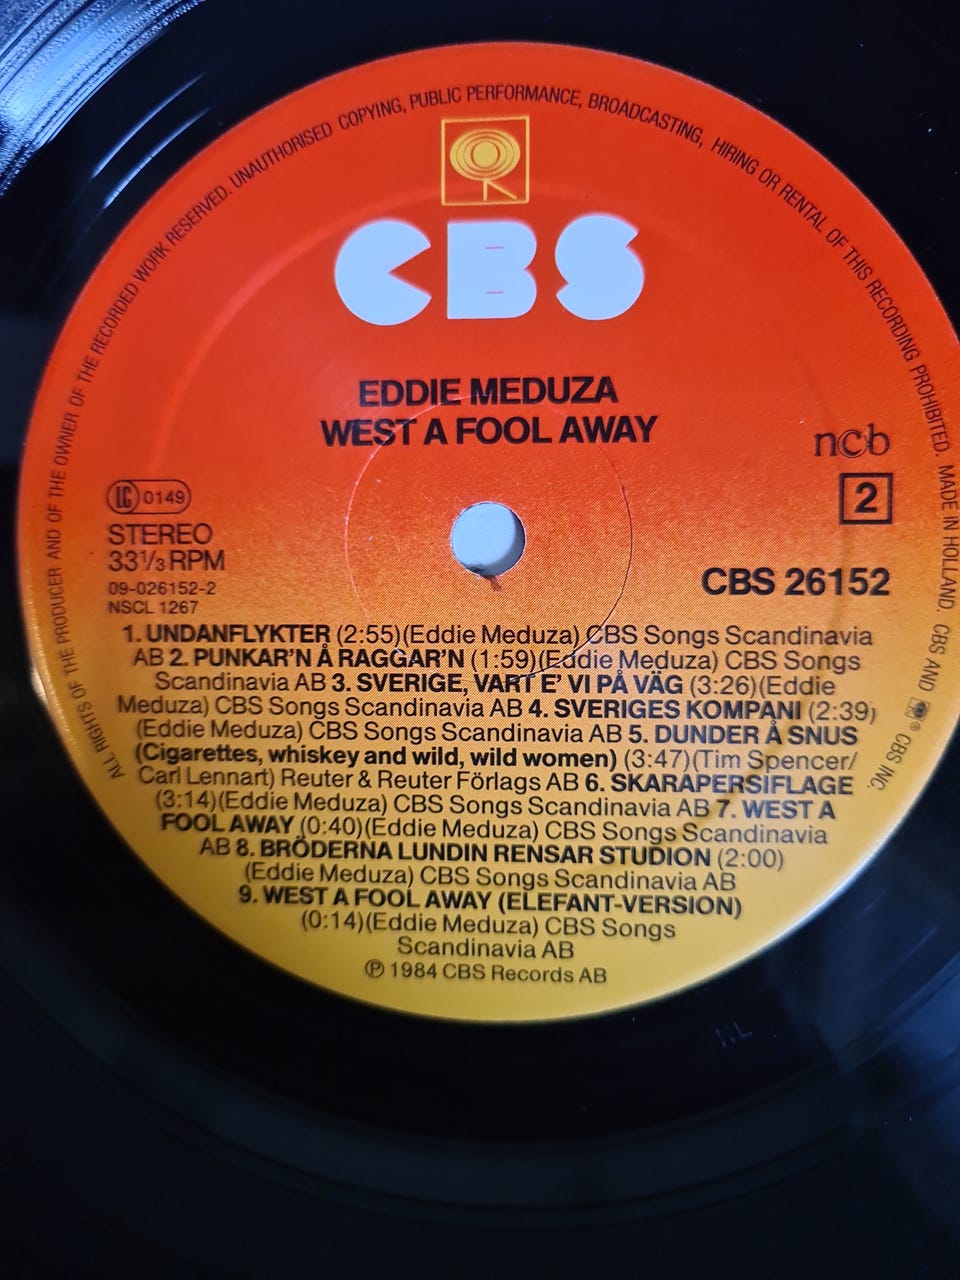 ALL RIGHTS OF THE PRODUCER AND OF THE OWNER OF THE RECORDED WORK RESERVED. UNAUTHORISED COPYING, PUBLIC PERFORMANCE, BROADCASTING, HIRING OR RENTAL OF THIS RECORDING PROHIBITED. MADE IN HOLLAND. CBS AND ® CBS INC.
CBS
EDDIE MEDUZA
WEST A FOOL AWAY
ncb
2
LC 0149
STEREO
33 1/3 RPM
09-026152-2
NSCL 1267
CBS 26152
1. UNDANFLYKTER (2:55)(Eddie Meduza) CBS Songs Scandinavia
AB 2. PUNKAR'N Å RAGGAR'N (1:59)(Eddie Meduza) CBS Songs
Scandinavia AB 3. SVERIGE, VART E' VI PÅ VÄG (3:26)(Eddie
Meduza) CBS Songs Scandinavia AB 4. SVERIGES KOMPANI (2:39)
(Eddie Meduza) CBS Songs Scandinavia AB 5. DUNDER Å SNUS
(Cigarettes, whiskey and wild, wild women) (3:47)(Tim Spencer/
Carl Lennart) Reuter & Reuter Förlags AB 6. SKARAPERSIFLAGE
(3:14)(Eddie Meduza) CBS Songs Scandinavia AB 7. WEST A
FOOL AWAY (0:40)(Eddie Meduza) CBS Songs Scandinavia
AB 8. BRÖDERNA LUNDIN RENSAR STUDION (2:00)
(Eddie Meduza) CBS Songs Scandinavia AB
9. WEST A FOOL AWAY (ELEFANT-VERSION)
(0:14)(Eddie Meduza) CBS Songs
Scandinavia AB
℗ 1984 CBS Records AB